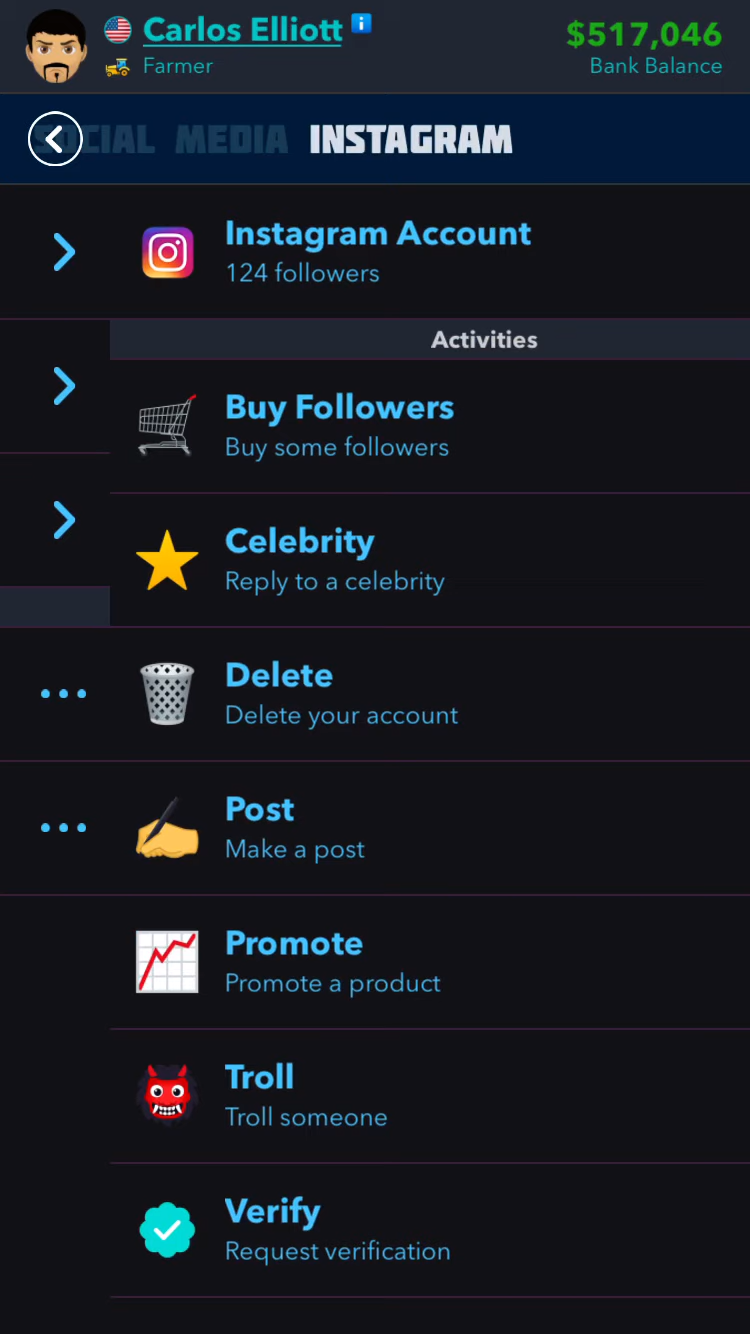 Carlos Elliott
Farmer
$517,046
Bank Balance
SOCIAL MEDIA INSTAGRAM
Instagram Account
124 followers
Activities
Buy Followers
Buy some followers
Celebrity
Reply to a celebrity
Delete
Delete your account
Post
Make a post
Promote
Promote a product
Troll
Troll someone
Verify
Request verification